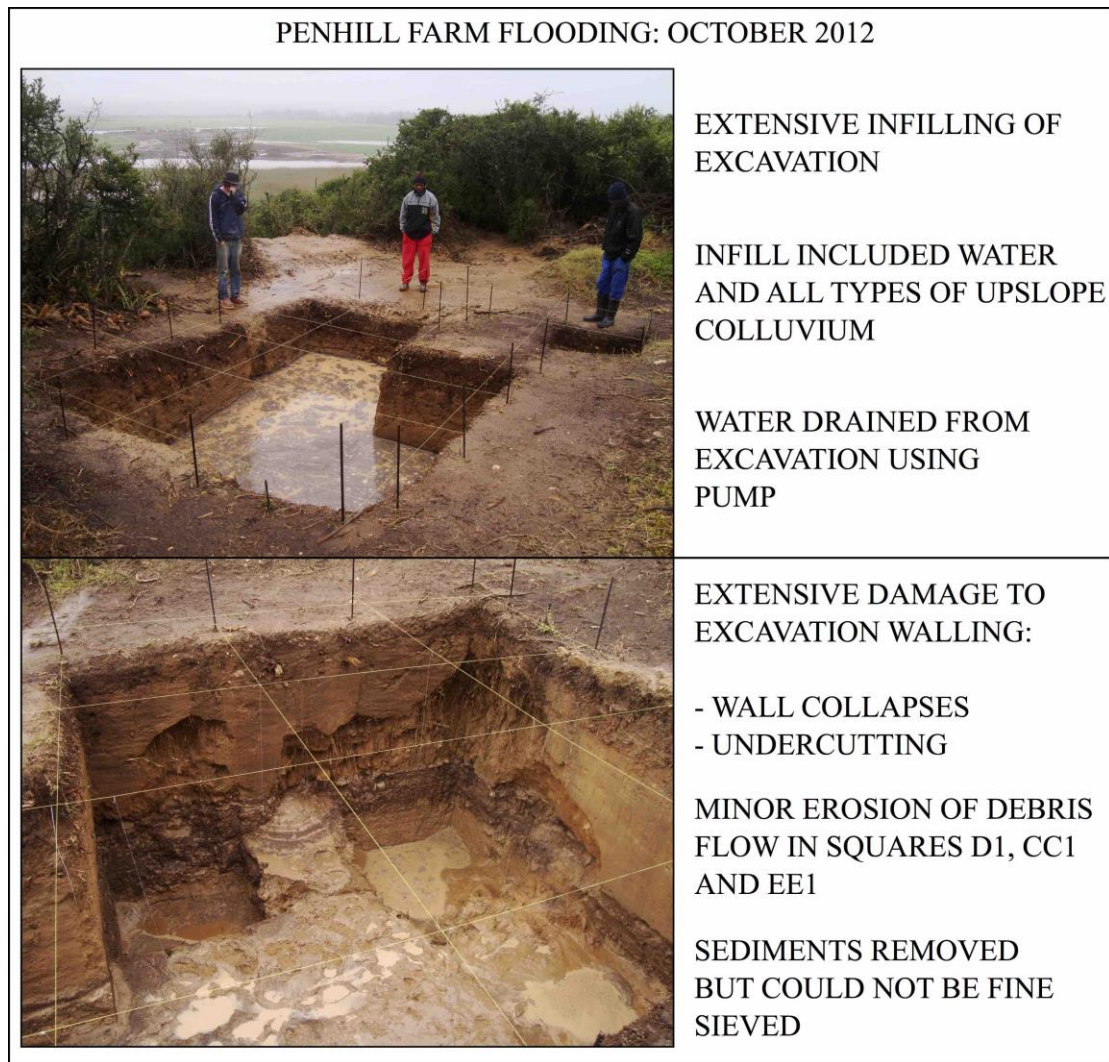 PENHILL FARM FLOODING: OCTOBER 2012
EXTENSIVE INFILLING OF
EXCAVATION
INFILL INCLUDED WATER
AND ALL TYPES OF UPSLOPE
COLLUVIUM
WATER DRAINED FROM
EXCAVATION USING
PUMP
EXTENSIVE DAMAGE TO
EXCAVATION WALLING:
- WALL COLLAPSES
- UNDERCUTTING
MINOR EROSION OF DEBRIS
FLOW IN SQUARES D1, CC1
AND EE1
SEDIMENTS REMOVED
BUT COULD NOT BE FINE
SIEVED